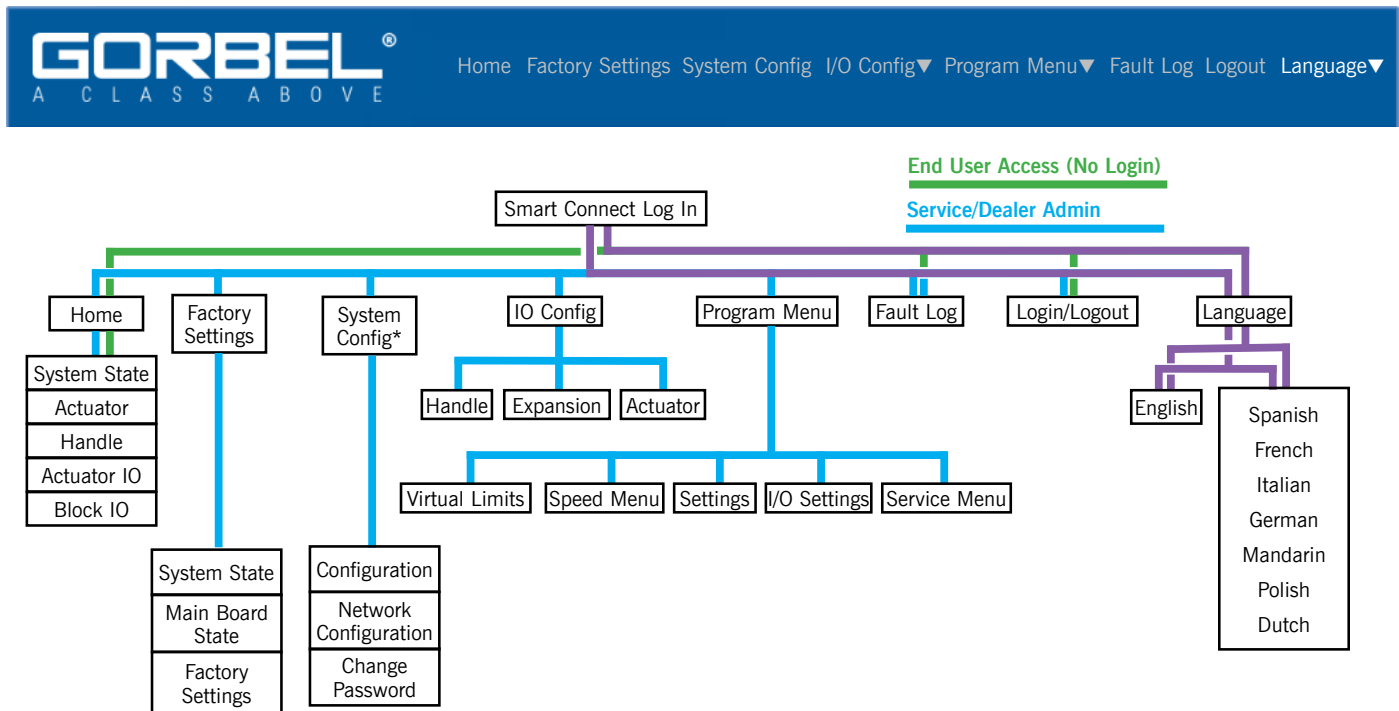 GORBEL®
A CLASS ABOVE
Home Factory Settings System Config I/O Config▼ Program Menu▼ Fault Log Logout Language▼
End User Access (No Login)
Service/Dealer Admin
Smart Connect Log In
Home
Factory
Settings
System
Config*
IO Config
Program Menu
Fault Log
Login/Logout
Language
System State
Actuator
Handle
Actuator IO
Block IO
Handle
Expansion
Actuator
English
Spanish
French
Italian
German
Mandarin
Polish
Dutch
Virtual Limits
Speed Menu
Settings
I/O Settings
Service Menu
System State
Main Board
State
Factory
Settings
Configuration
Network
Configuration
Change
Password